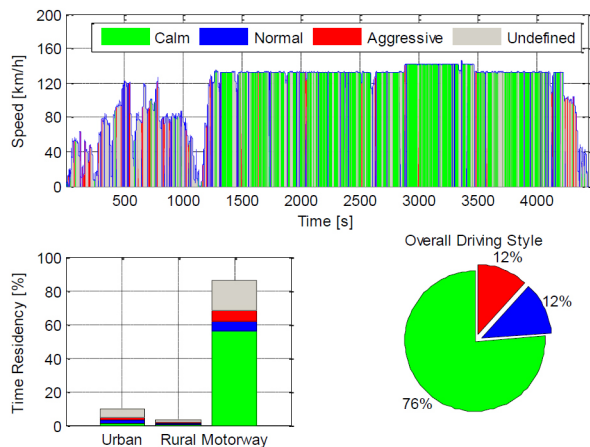 200
160
120
80
40
0
Speed [km/h]
Calm Normal Aggressive Undefined
500 1000 1500 2000 2500 3000 3500 4000
Time [s]
100
80
60
40
20
0
Time Residency [%]
Urban Rural Motorway
Overall Driving Style
12%
12%
76%